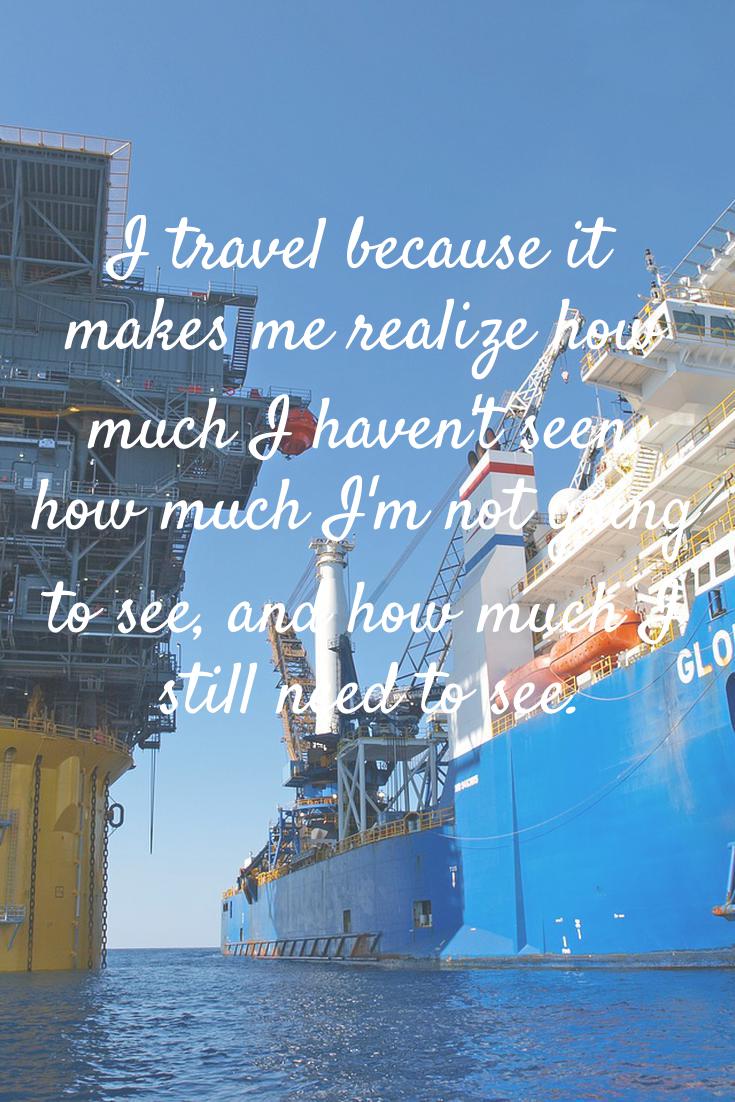 I travel because it
makes me realize how
much I haven't seen,
how much I'm not going
to see, and how much I
still need to see.
GLO